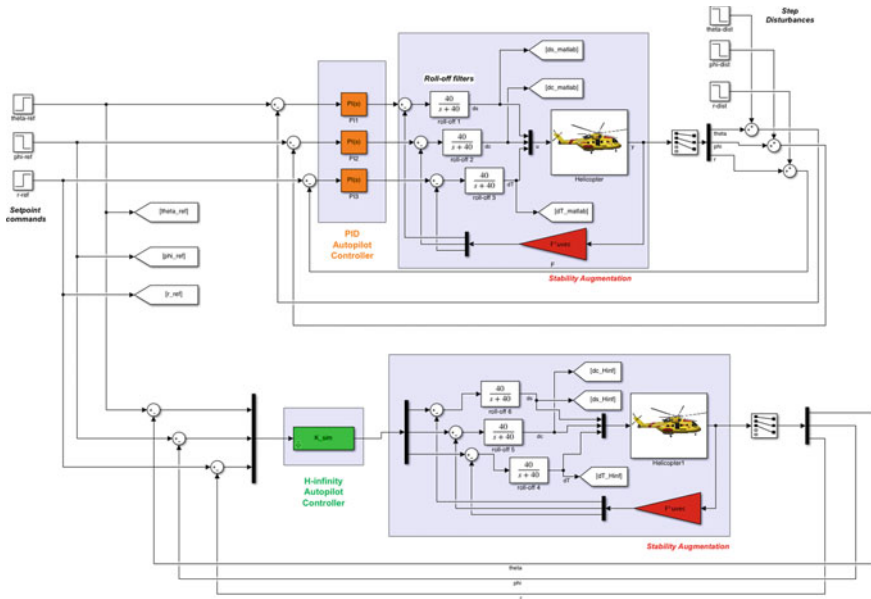 Step
Disturbances
theta-dist
phi-dist
r-dist
theta
phi
r
[ds_matlab]
[dc_matlab]
Roll-off filters
40
s + 40
roll-off 1
ds
40
s + 40
roll-off 2
dc
40
s + 40
roll-off 3
dT
u
Helicopter
y
[dT_matlab]
theta-ref
phi-ref
r-ref
PI(s)
PI1
PI(s)
PI2
PI(s)
PI3
Setpoint
commands
[theta_ref]
[phi_ref]
[r_ref]
PID
Autopilot
Controller
F*u(vec)
F
Stability Augmentation
[dc_Hinf]
[ds_Hinf]
40
s + 40
roll-off 6
ds
40
s + 40
roll-off 5
dc
40
s + 40
roll-off 4
dT
[dT_Hinf]
Helicopter1
K_sim
H-infinity
Autopilot
Controller
F*u(vec)
Stability Augmentation
theta
phi